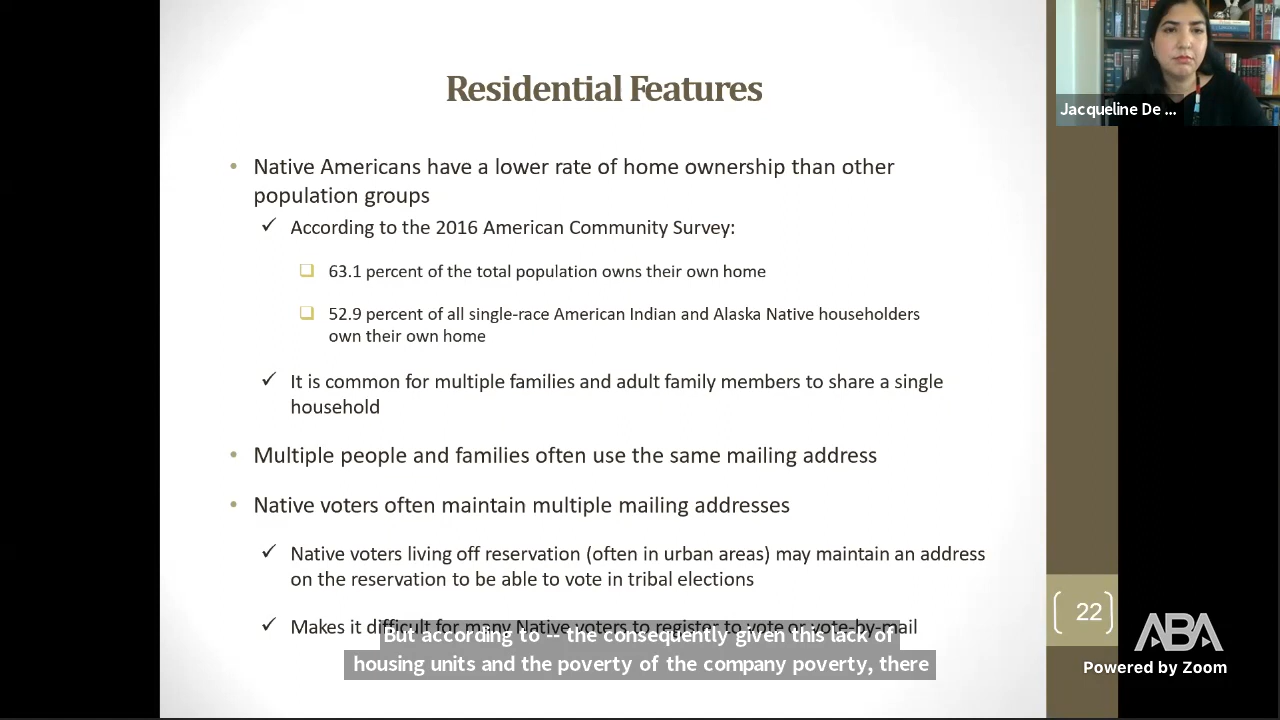 Residential Features
• Native Americans have a lower rate of home ownership than other
population groups
✓ According to the 2016 American Community Survey:
❑ 63.1 percent of the total population owns their own home
❑ 52.9 percent of all single-race American Indian and Alaska Native householders
own their own home
✓ It is common for multiple families and adult family members to share a single
household
• Multiple people and families often use the same mailing address
• Native voters often maintain multiple mailing addresses
✓ Native voters living off reservation (often in urban areas) may maintain an address
on the reservation to be able to vote in tribal elections
✓ Makes it difficult for many Native voters to register to vote or vote-by-mail
But according to -- the consequently given this lack of
housing units and the poverty of the company poverty, there
Jacqueline De ...
22
ABA
Powered by Zoom